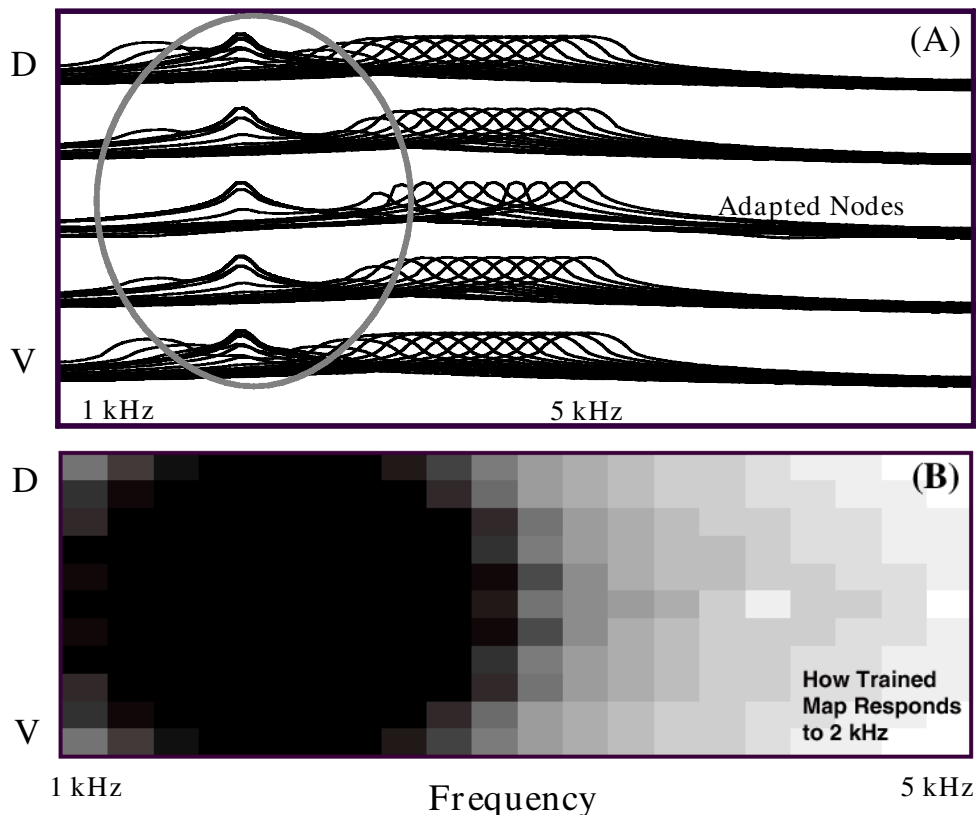 (A)
D
Adapted Nodes
V
1 kHz
5 kHz
D
(B)
How Trained
Map Responds
to 2 kHz
V
1 kHz
5 kHz
Frequency